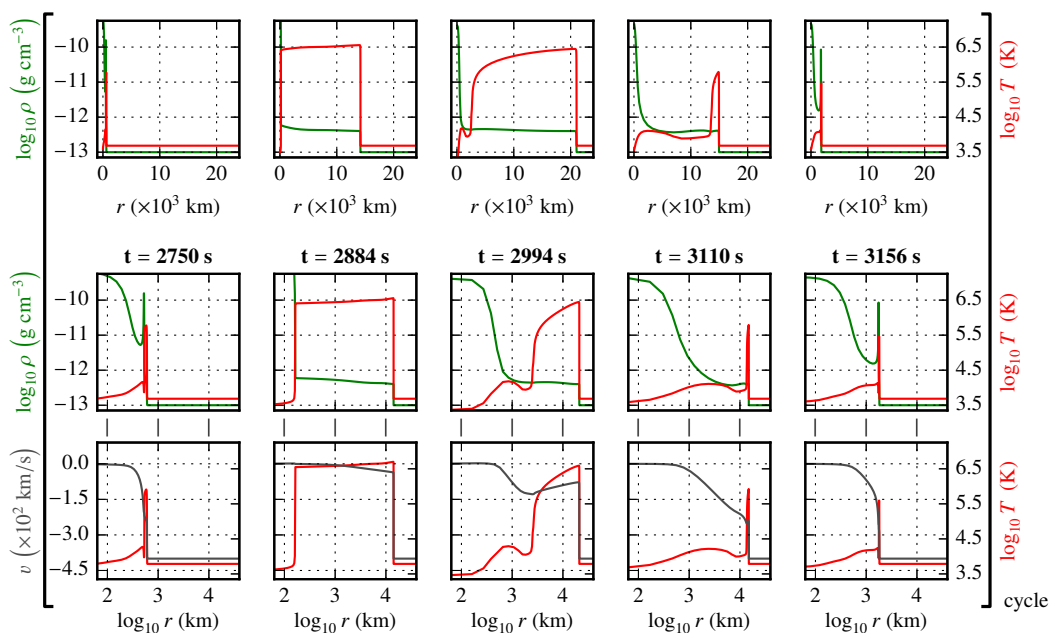 log₁₀ ρ (g cm⁻³)
−10
−11
−12
−13
6.5
5.5
4.5
3.5
log₁₀ T (K)
0 10 20 0 10 20 0 10 20 0 10 20 0 10 20
r (×10³ km) r (×10³ km) r (×10³ km) r (×10³ km) r (×10³ km)
t = 2750 s t = 2884 s t = 2994 s t = 3110 s t = 3156 s
log₁₀ ρ (g cm⁻³)
−10
−11
−12
−13
6.5
5.5
4.5
3.5
log₁₀ T (K)
v (×10² km/s)
0.0
−1.5
−3.0
−4.5
6.5
5.5
4.5
3.5
log₁₀ T (K)
2 3 4 2 3 4 2 3 4 2 3 4 2 3 4
log₁₀ r (km) log₁₀ r (km) log₁₀ r (km) log₁₀ r (km) log₁₀ r (km)
cycle